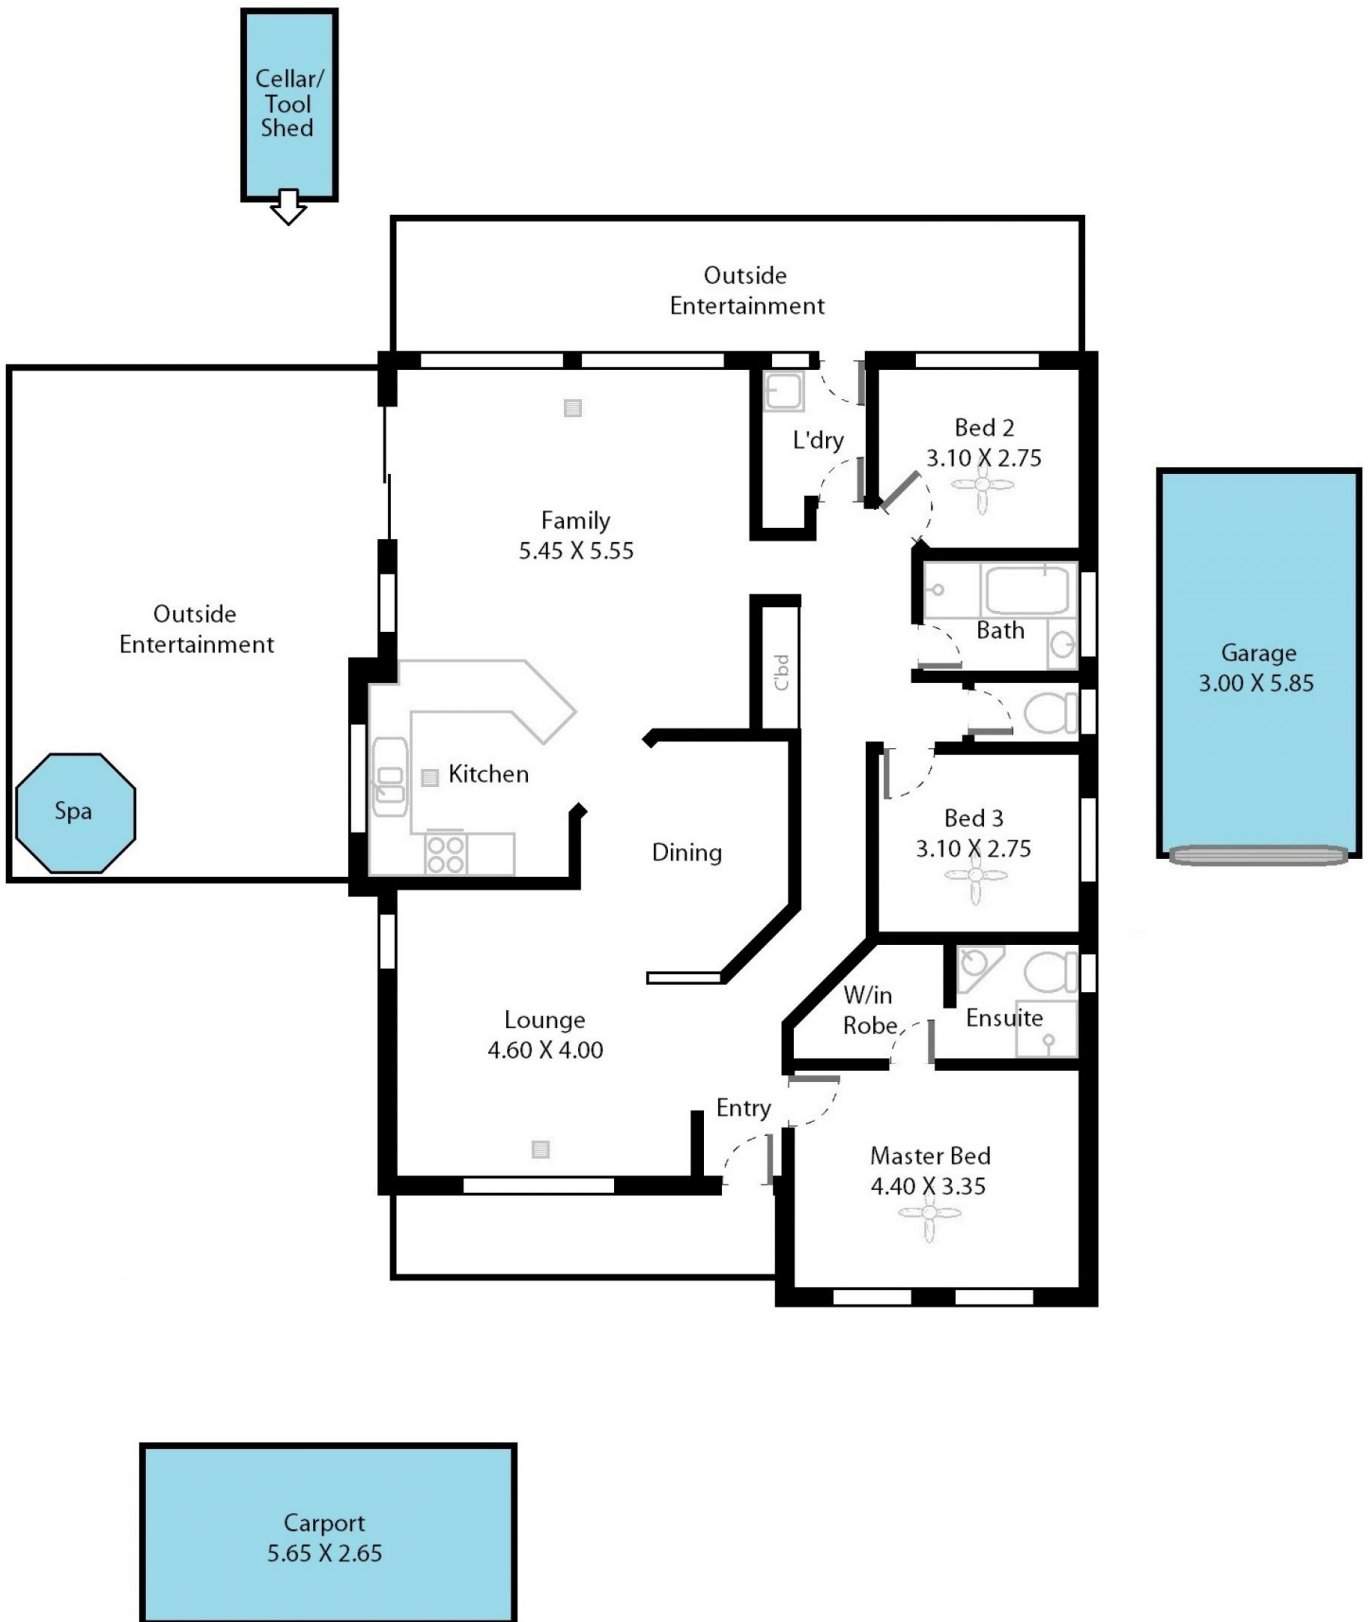 Cellar/
Tool
Shed
Outside
Entertainment
L'dry
Bed 2
3.10 X 2.75
Family
5.45 X 5.55
Outside
Entertainment
Bath
C'bd
Garage
3.00 X 5.85
Kitchen
Spa
Dining
Bed 3
3.10 X 2.75
W/in
Robe
Ensuite
Lounge
4.60 X 4.00
Entry
Master Bed
4.40 X 3.35
Carport
5.65 X 2.65